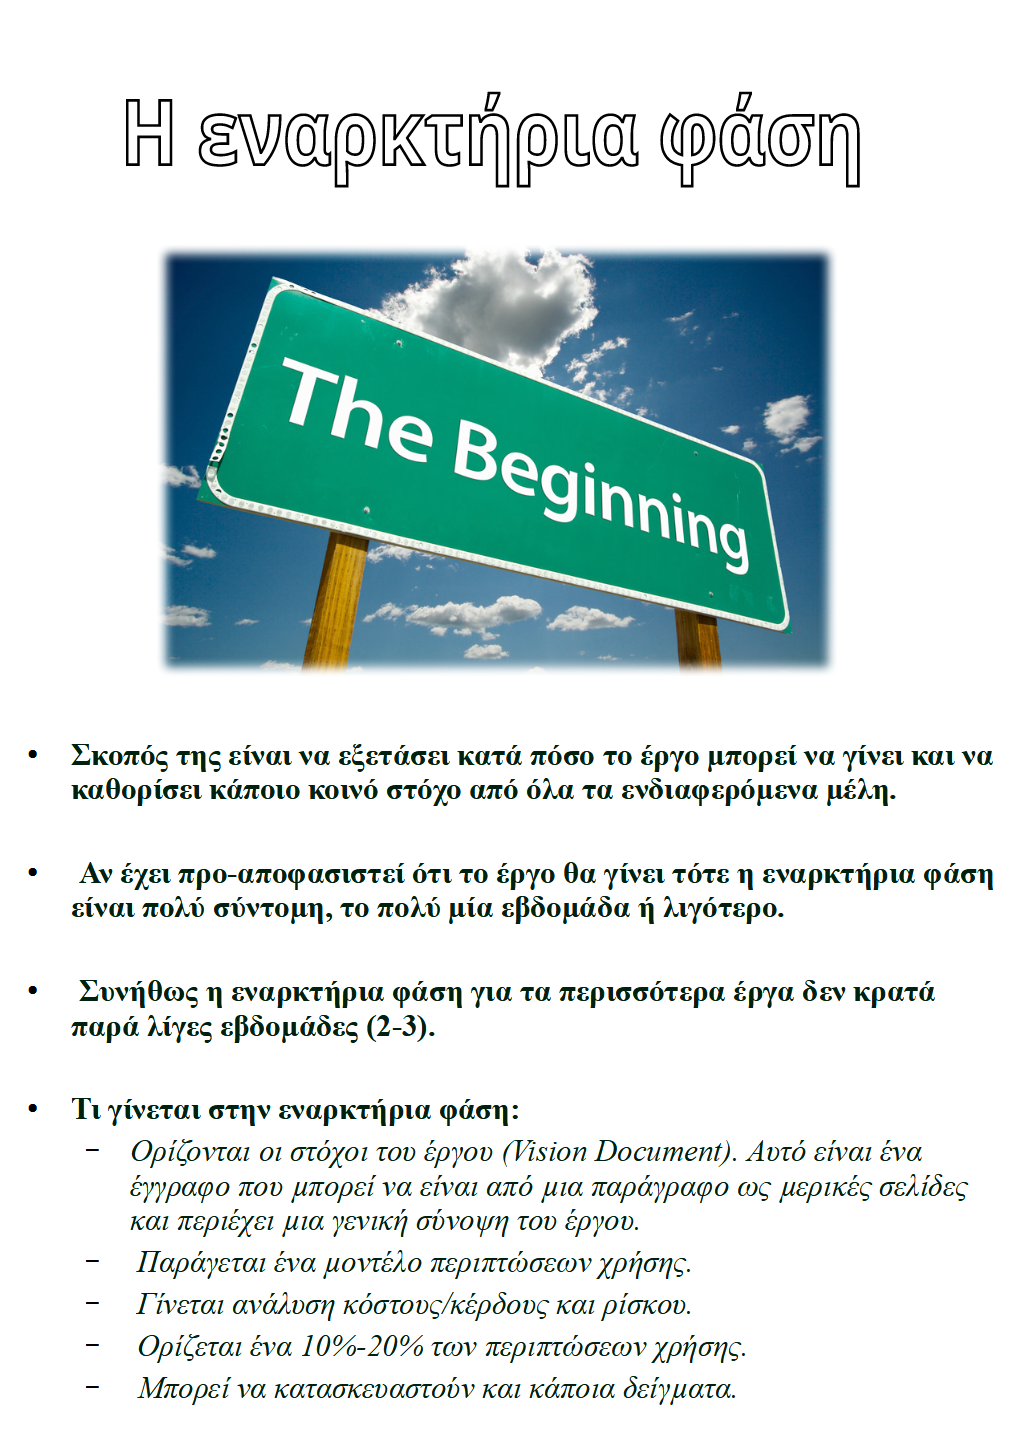 Η εναρκτήρια φάση
The Beginning
• Σκοπός της είναι να εξετάσει κατά πόσο το έργο μπορεί να γίνει και να
καθορίσει κάποιο κοινό στόχο από όλα τα ενδιαφερόμενα μέλη.
• Αν έχει προ-αποφασιστεί ότι το έργο θα γίνει τότε η εναρκτήρια φάση
είναι πολύ σύντομη, το πολύ μία εβδομάδα ή λιγότερο.
• Συνήθως η εναρκτήρια φάση για τα περισσότερα έργα δεν κρατά
παρά λίγες εβδομάδες (2-3).
• Τι γίνεται στην εναρκτήρια φάση:
– Ορίζονται οι στόχοι του έργου (Vision Document). Αυτό είναι ένα
έγγραφο που μπορεί να είναι από μια παράγραφο ως μερικές σελίδες
και περιέχει μια γενική σύνοψη του έργου.
– Παράγεται ένα μοντέλο περιπτώσεων χρήσης.
– Γίνεται ανάλυση κόστους/κέρδους και ρίσκου.
– Ορίζεται ένα 10%-20% των περιπτώσεων χρήσης.
– Μπορεί να κατασκευαστούν και κάποια δείγματα.